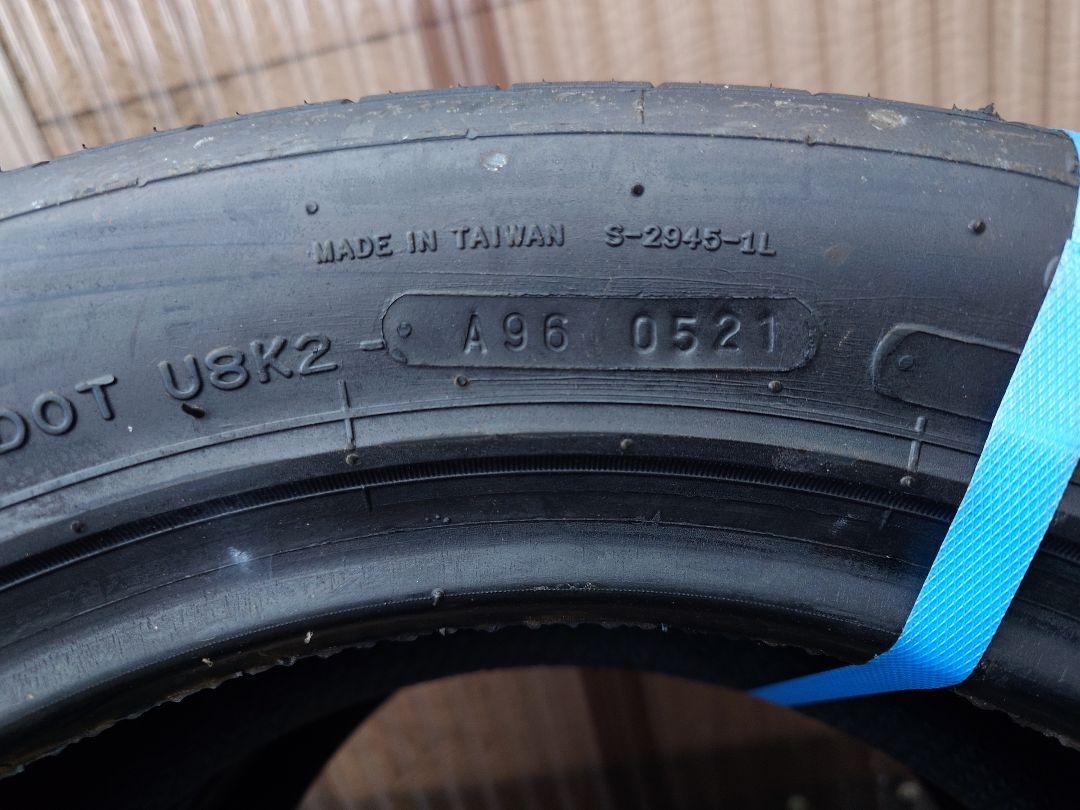 MADE IN TAIWAN S-2945-1L
DOT U8K2- A96 0521